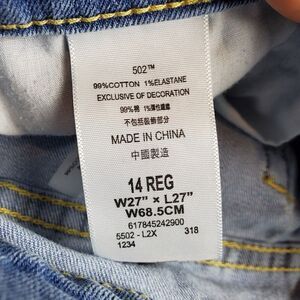 502™
99%COTTON 1%ELASTANE
EXCLUSIVE OF DECORATION
99%棉 1%彈性纖維
不包括裝飾部分
MADE IN CHINA
中國製造
14 REG
W27" × L27"
W68.5CM
617845242900
5502 - L2X 318
1234